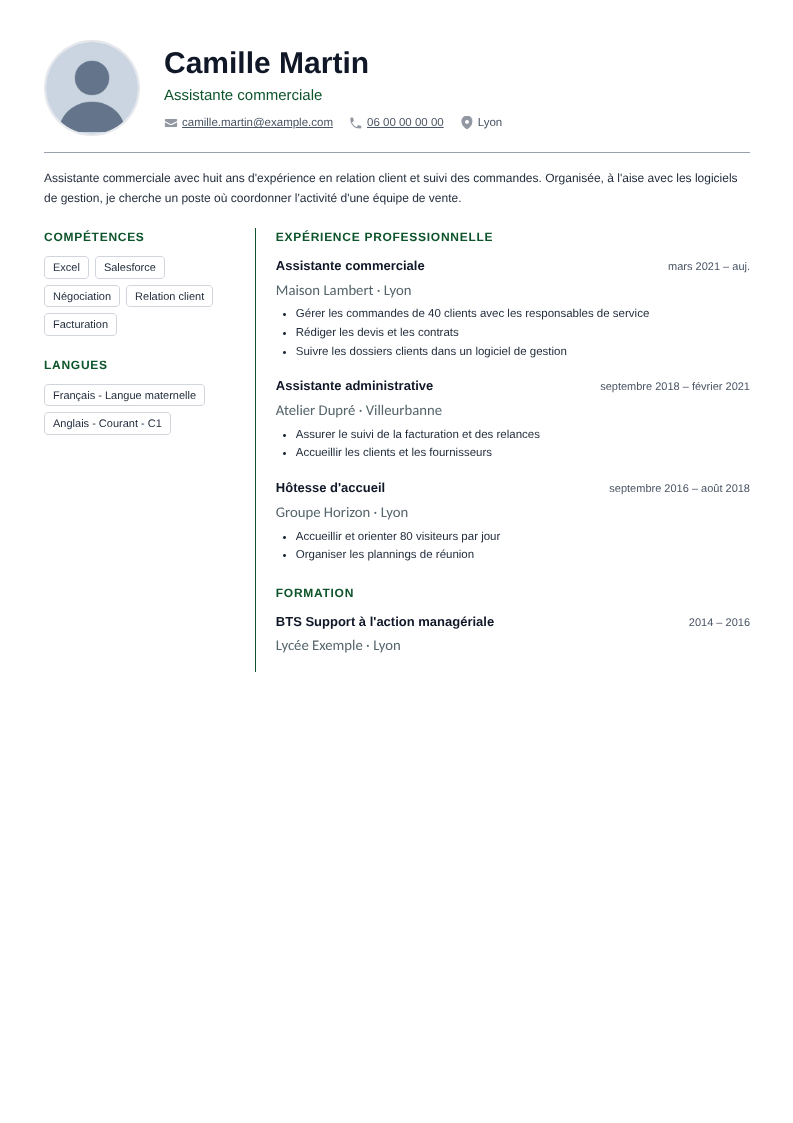 Camille Martin
Assistante commerciale
camille.martin@example.com 06 00 00 00 00 Lyon
Assistante commerciale avec huit ans d'expérience en relation client et suivi des commandes. Organisée, à l'aise avec les logiciels
de gestion, je cherche un poste où coordonner l'activité d'une équipe de vente.
COMPÉTENCES
Excel Salesforce
Négociation Relation client
Facturation
LANGUES
Français - Langue maternelle
Anglais - Courant - C1
EXPÉRIENCE PROFESSIONNELLE
Assistante commerciale mars 2021 – auj.
Maison Lambert · Lyon
• Gérer les commandes de 40 clients avec les responsables de service
• Rédiger les devis et les contrats
• Suivre les dossiers clients dans un logiciel de gestion
Assistante administrative septembre 2018 – février 2021
Atelier Dupré · Villeurbanne
• Assurer le suivi de la facturation et des relances
• Accueillir les clients et les fournisseurs
Hôtesse d'accueil septembre 2016 – août 2018
Groupe Horizon · Lyon
• Accueillir et orienter 80 visiteurs par jour
• Organiser les plannings de réunion
FORMATION
BTS Support à l'action managériale 2014 – 2016
Lycée Exemple · Lyon